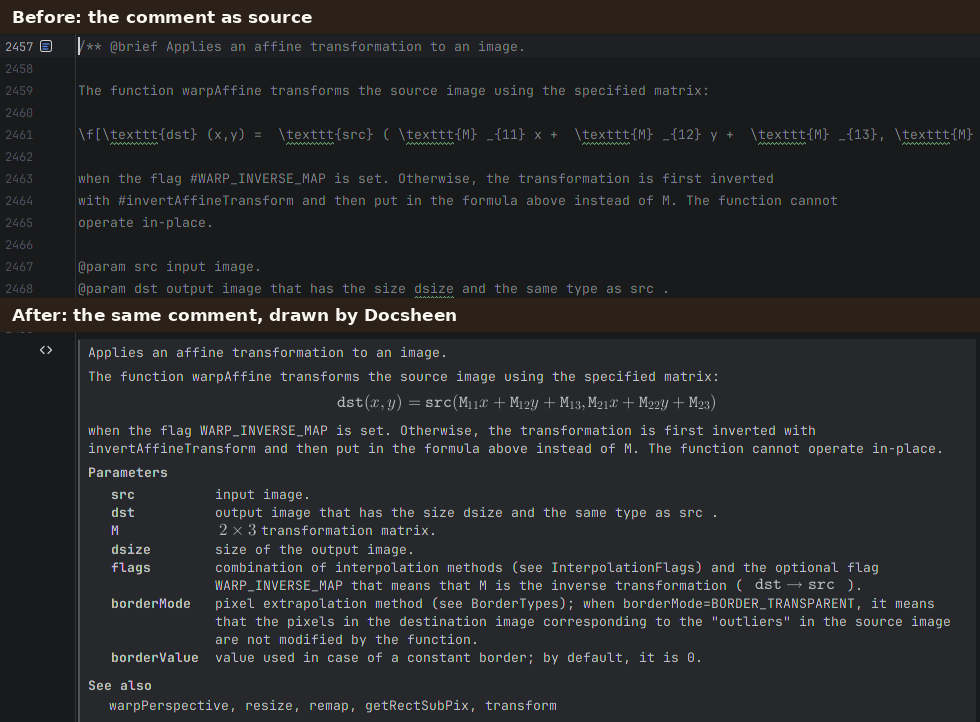 Before: the comment as source
2457 /** @brief Applies an affine transformation to an image.
2458
2459 The function warpAffine transforms the source image using the specified matrix:
2460
2461 \f[\texttt{dst} (x,y) =  \texttt{src} ( \texttt{M} _{11} x +  \texttt{M} _{12} y +  \texttt{M} _{13}, \texttt{M}
2462
2463 when the flag #WARP_INVERSE_MAP is set. Otherwise, the transformation is first inverted
2464 with #invertAffineTransform and then put in the formula above instead of M. The function cannot
2465 operate in-place.
2466
2467 @param src input image.
2468 @param dst output image that has the size dsize and the same type as src .
After: the same comment, drawn by Docsheen
<> Applies an affine transformation to an image.
The function warpAffine transforms the source image using the specified matrix:
dst(x, y) = src(M₁₁x + M₁₂y + M₁₃, M₂₁x + M₂₂y + M₂₃)
when the flag WARP_INVERSE_MAP is set. Otherwise, the transformation is first inverted with
invertAffineTransform and then put in the formula above instead of M. The function cannot operate in-place.
Parameters
src input image.
dst output image that has the size dsize and the same type as src .
M 2 × 3 transformation matrix.
dsize size of the output image.
flags combination of interpolation methods (see InterpolationFlags) and the optional flag
WARP_INVERSE_MAP that means that M is the inverse transformation ( dst → src ).
borderMode pixel extrapolation method (see BorderTypes); when borderMode=BORDER_TRANSPARENT, it means
that the pixels in the destination image corresponding to the "outliers" in the source image
are not modified by the function.
borderValue value used in case of a constant border; by default, it is 0.
See also
warpPerspective, resize, remap, getRectSubPix, transform